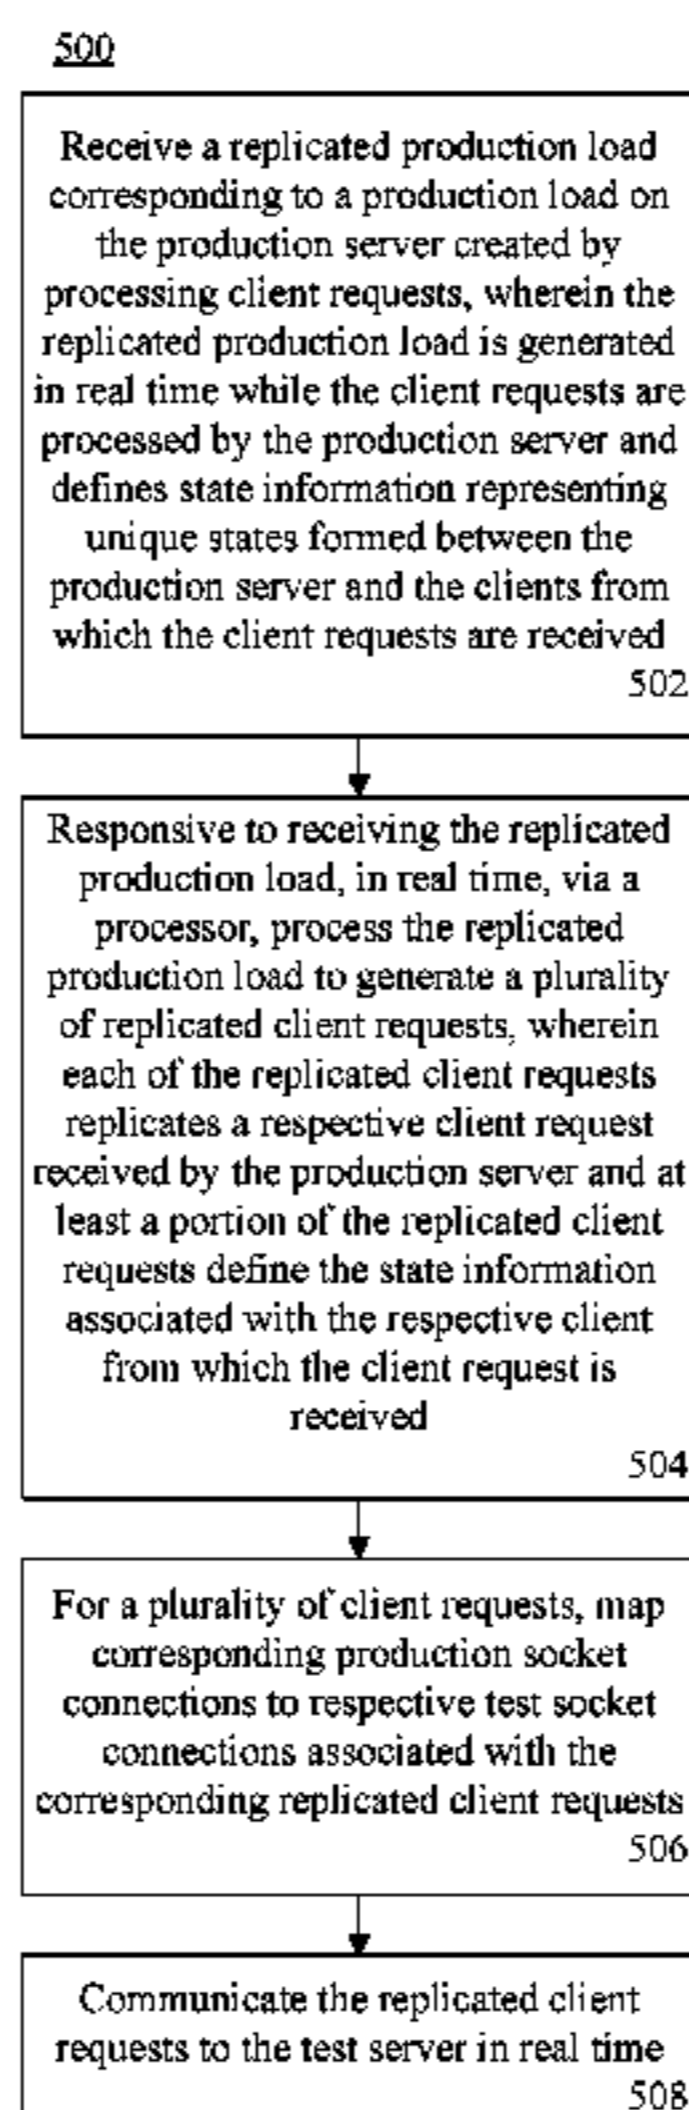 500
Receive a replicated production load
corresponding to a production load on
the production server created by
processing client requests, wherein the
replicated production load is generated
in real time while the client requests are
processed by the production server and
defines state information representing
unique states formed between the
production server and the clients from
which the client requests are received
502
Responsive to receiving the replicated
production load, in real time, via a
processor, process the replicated
production load to generate a plurality
of replicated client requests, wherein
each of the replicated client requests
replicates a respective client request
received by the production server and at
least a portion of the replicated client
requests define the state information
associated with the respective client
from which the client request is
received
504
For a plurality of client requests, map
corresponding production socket
connections to respective test socket
connections associated with the
corresponding replicated client requests
506
Communicate the replicated client
requests to the test server in real time
508